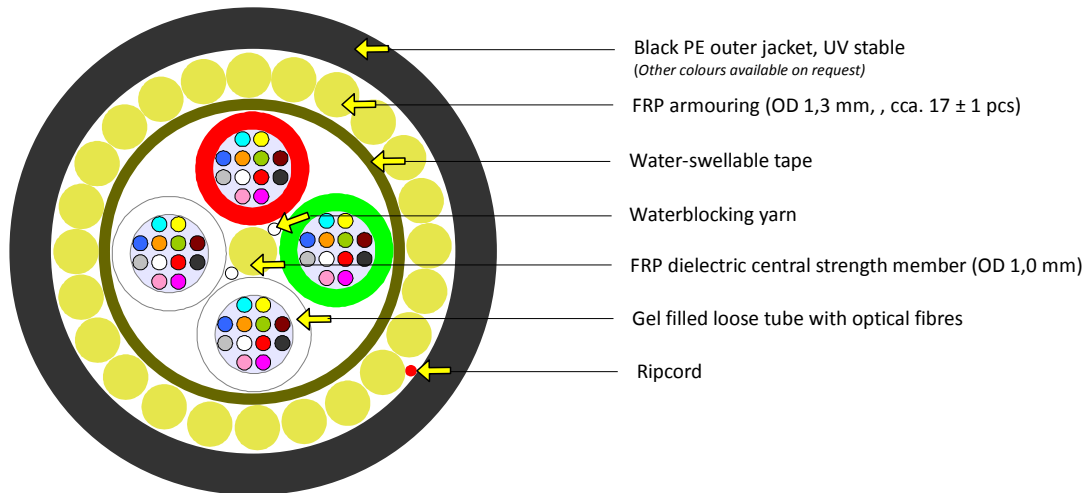 Black PE outer jacket, UV stable
(Other colours available on request)
FRP armouring (OD 1,3 mm, , cca. 17 ± 1 pcs)
Water-swellable tape
Waterblocking yarn
FRP dielectric central strength member (OD 1,0 mm)
Gel filled loose tube with optical fibres
Ripcord